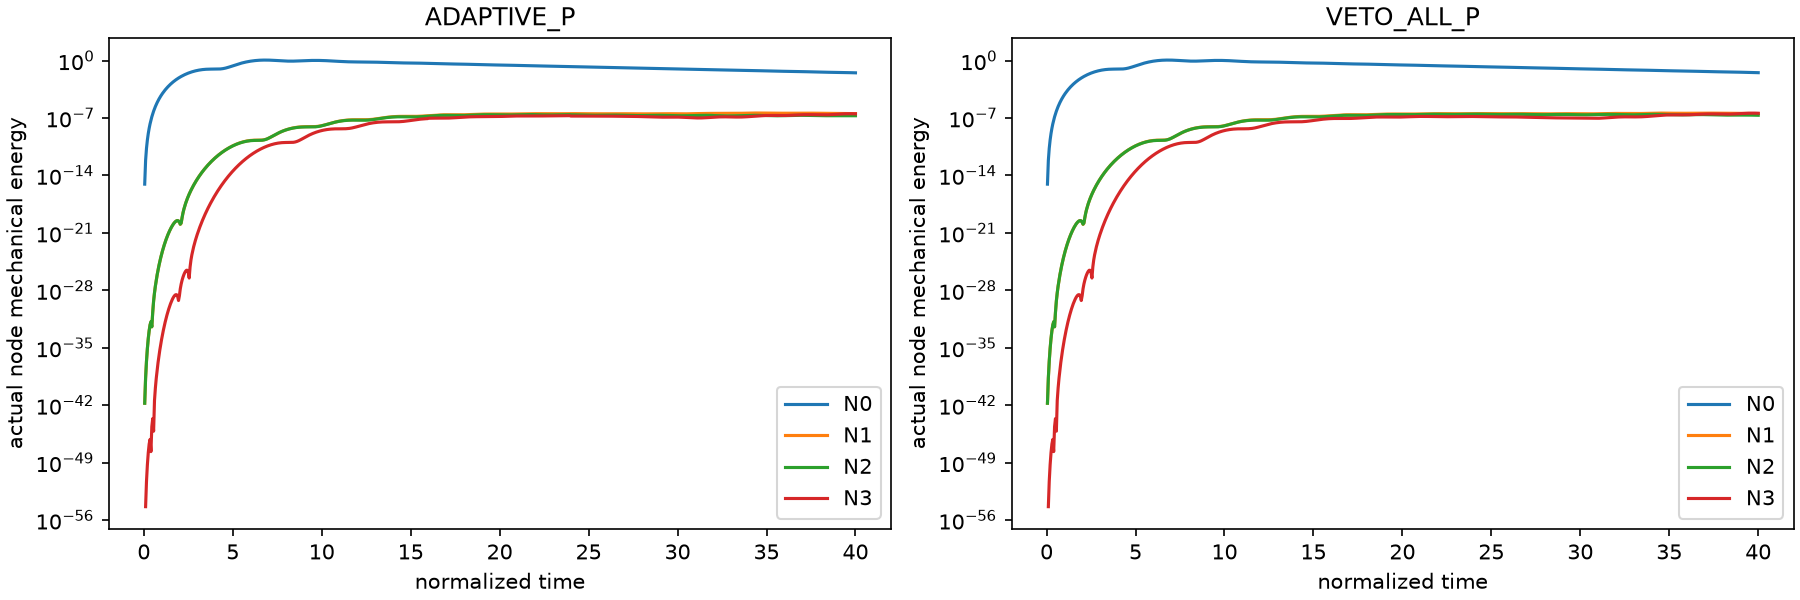 ADAPTIVE_P
actual node mechanical energy
10^0
10^-7
10^-14
10^-21
10^-28
10^-35
10^-42
10^-49
10^-56
N0
N1
N2
N3
0 5 10 15 20 25 30 35 40
normalized time
VETO_ALL_P
actual node mechanical energy
10^0
10^-7
10^-14
10^-21
10^-28
10^-35
10^-42
10^-49
10^-56
N0
N1
N2
N3
0 5 10 15 20 25 30 35 40
normalized time